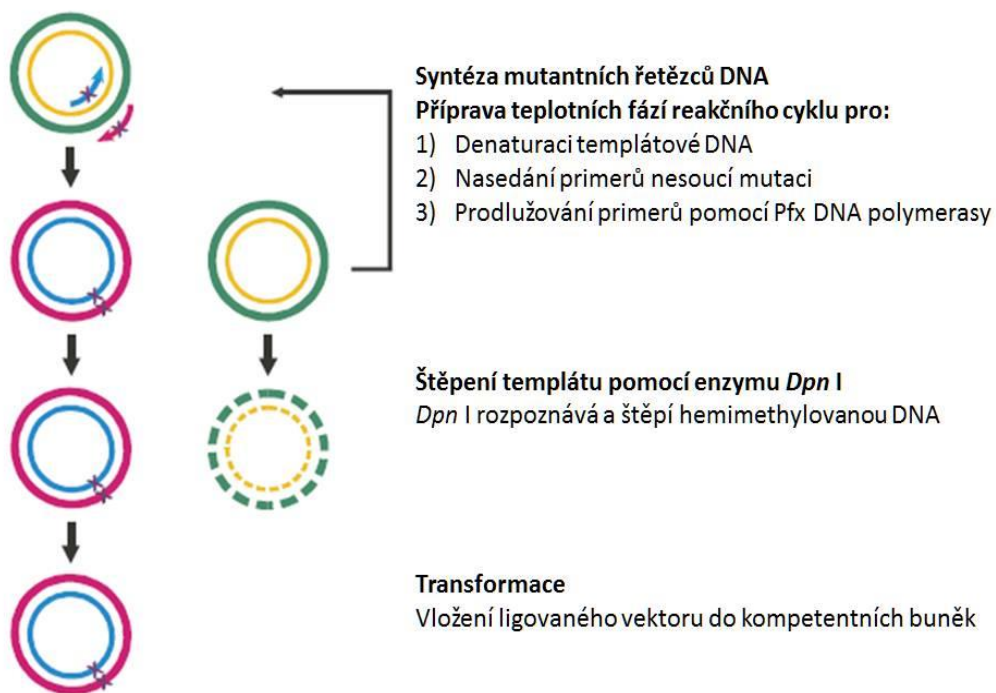 Syntéza mutantních řetězců DNA
Příprava teplotních fází reakčního cyklu pro:
1) Denaturaci templátové DNA
2) Nasedání primerů nesoucí mutaci
3) Prodlužování primerů pomocí Pfx DNA polymerasy
Štěpení templátu pomocí enzymu Dpn I
Dpn I rozpoznává a štěpí hemimethylovanou DNA
Transformace
Vložení ligovaného vektoru do kompetentních buněk